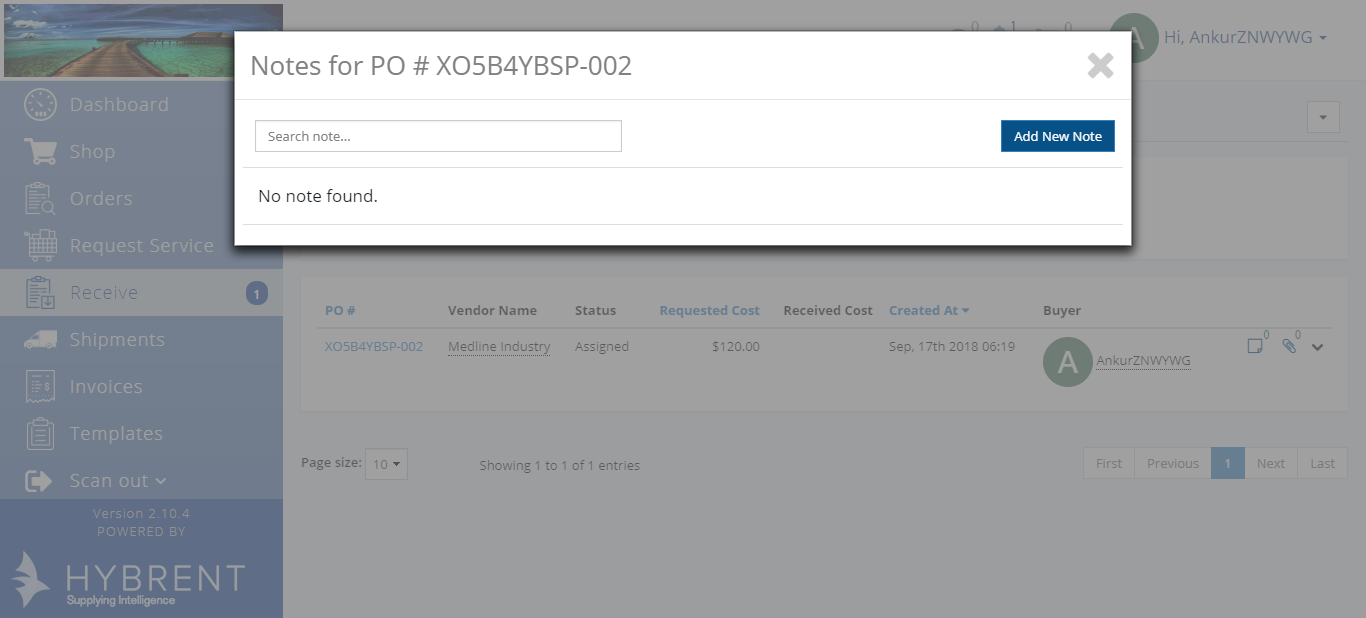 0 1 0
A Hi, AnkurZNWYWG
Notes for PO # XO5B4YBSP-002
Search note...
Add New Note
No note found.
Dashboard
Shop
Orders
Request Service
Receive 1
Shipments
Invoices
Templates
Scan out
Version 2.10.4
POWERED BY
HYBRENT
Supplying Intelligence
PO # Vendor Name Status Requested Cost Received Cost Created At Buyer
XO5B4YBSP-002 Medline Industry Assigned $120.00 Sep, 17th 2018 06:19 A AnkurZNWYWG 0 0
Page size: 10 Showing 1 to 1 of 1 entries First Previous 1 Next Last